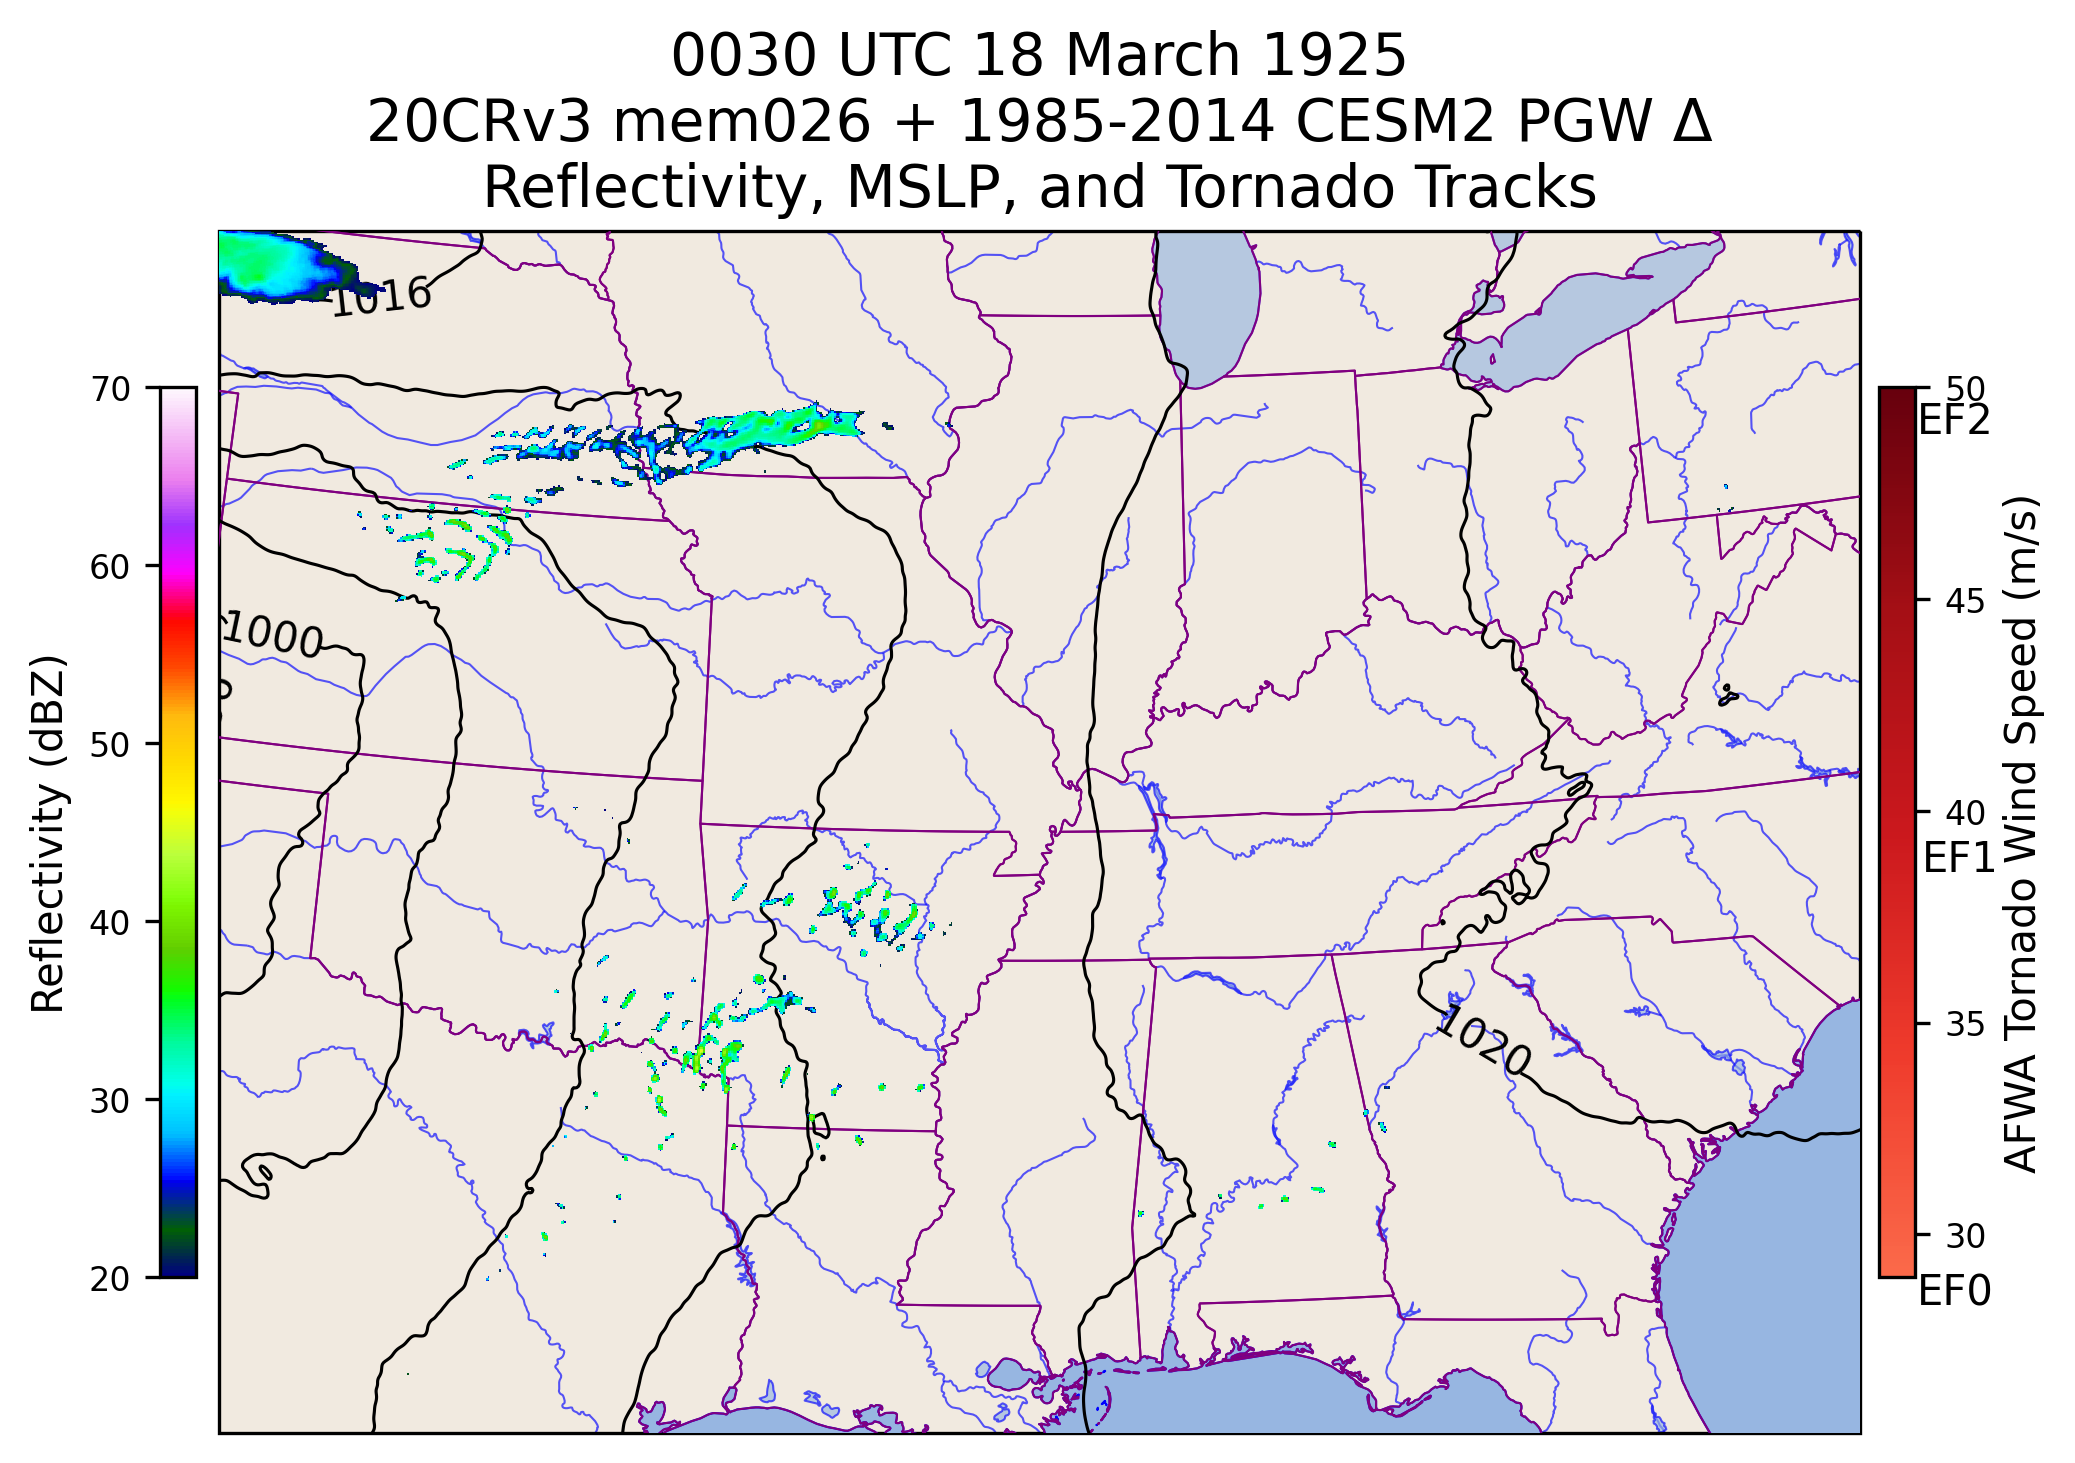 0030 UTC 18 March 1925
20CRv3 mem026 + 1985-2014 CESM2 PGW Δ
Reflectivity, MSLP, and Tornado Tracks
1016
1000
1020
70
60
50
40
30
20
Reflectivity (dBZ)
50
EF2
45
40
EF1
35
30
EF0
AFWA Tornado Wind Speed (m/s)